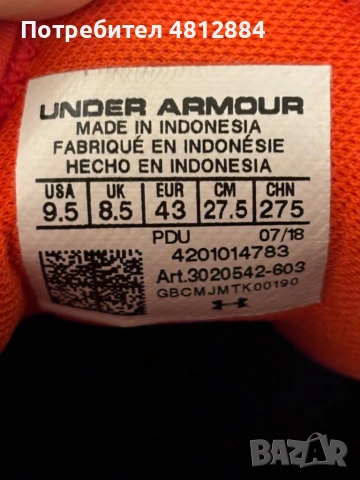 Потребител 4812884
UNDER ARMOUR
MADE IN INDONESIA
FABRIQUÉ EN INDONÉSIE
HECHO EN INDONESIA
USA UK EUR CM CHN
9.5 8.5 43 27.5 275
PDU 07/18
4201014783
Art.3020542-603
GBCMJMTK00190
BAZAR